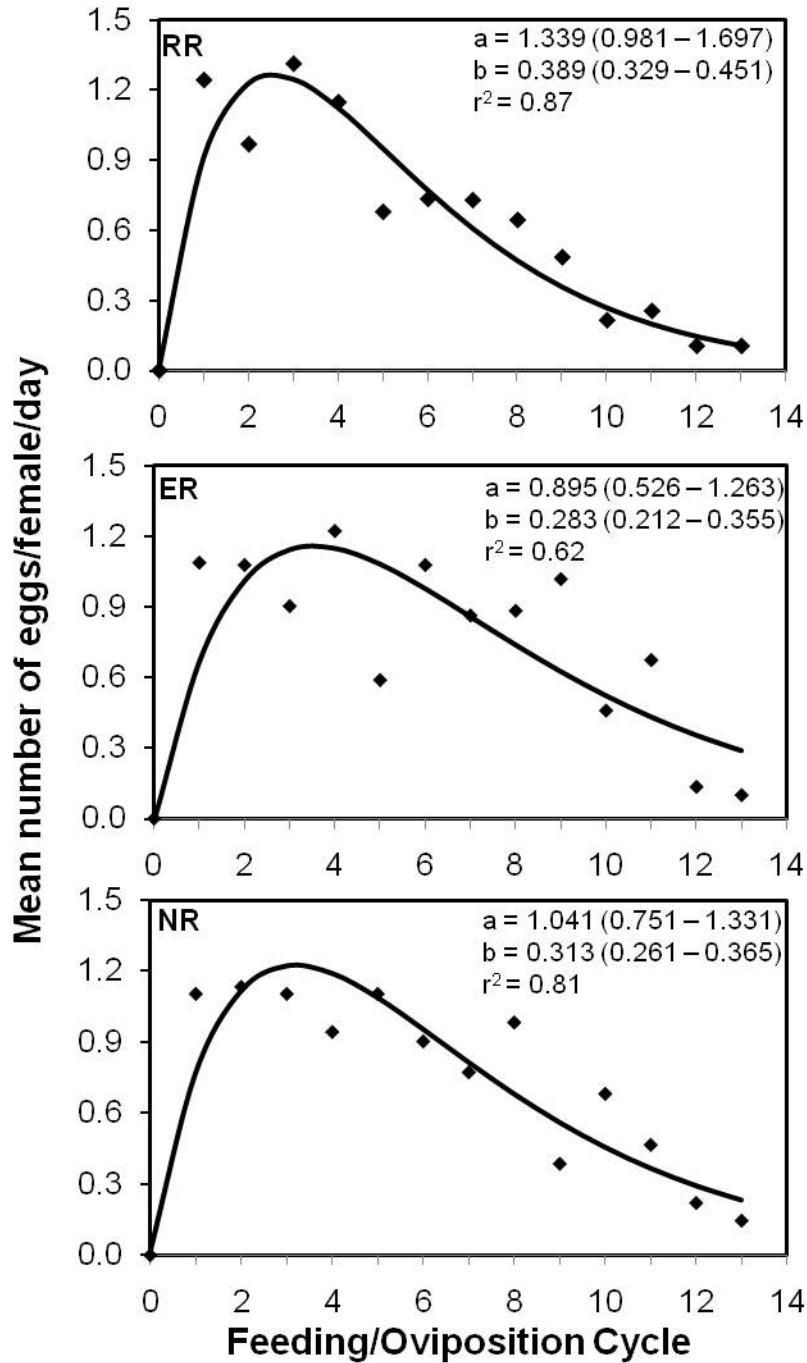 Mean number of eggs/female/day
RR
a = 1.339 (0.981 – 1.697)
b = 0.389 (0.329 – 0.451)
r² = 0.87
1.5
1.2
0.9
0.6
0.3
0.0
0 2 4 6 8 10 12 14
ER
a = 0.895 (0.526 – 1.263)
b = 0.283 (0.212 – 0.355)
r² = 0.62
1.5
1.2
0.9
0.6
0.3
0.0
0 2 4 6 8 10 12 14
NR
a = 1.041 (0.751 – 1.331)
b = 0.313 (0.261 – 0.365)
r² = 0.81
1.5
1.2
0.9
0.6
0.3
0.0
0 2 4 6 8 10 12 14
Feeding/Oviposition Cycle